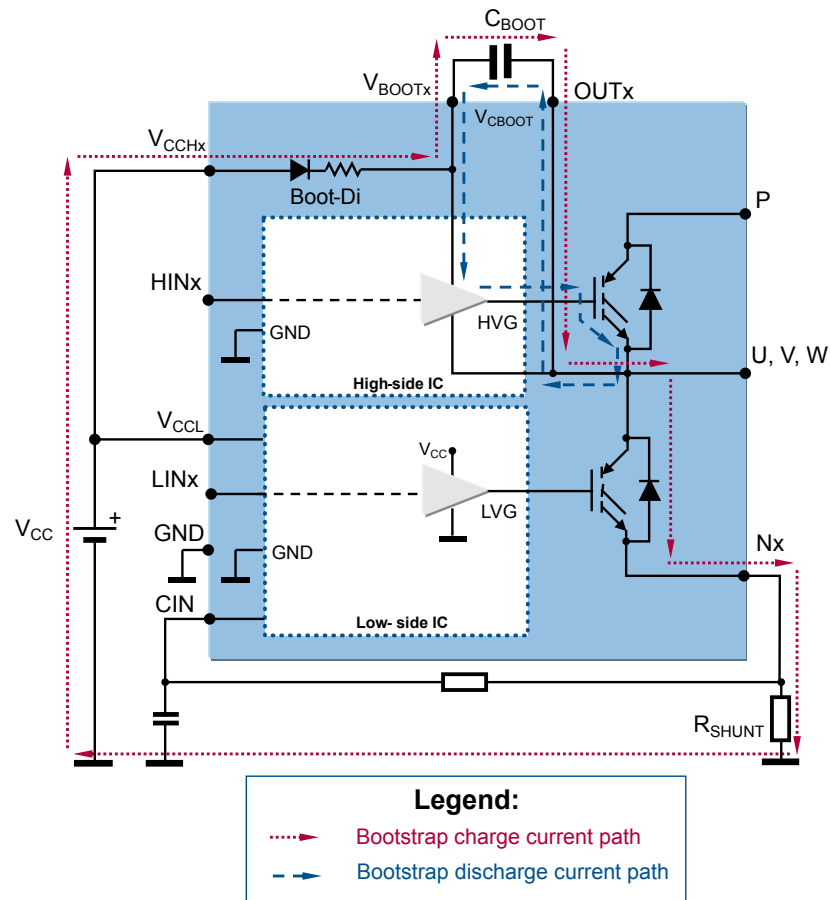 CBOOT
VBOOTx
OUTx
VCBOOT
VCCHx
Boot-Di
P
HINx
HVG
GND
U, V, W
High-side IC
VCCL
VCC
LINx
LVG
VCC
+
GND
GND
Nx
CIN
Low- side IC
RSHUNT
Legend:
Bootstrap charge current path
Bootstrap discharge current path